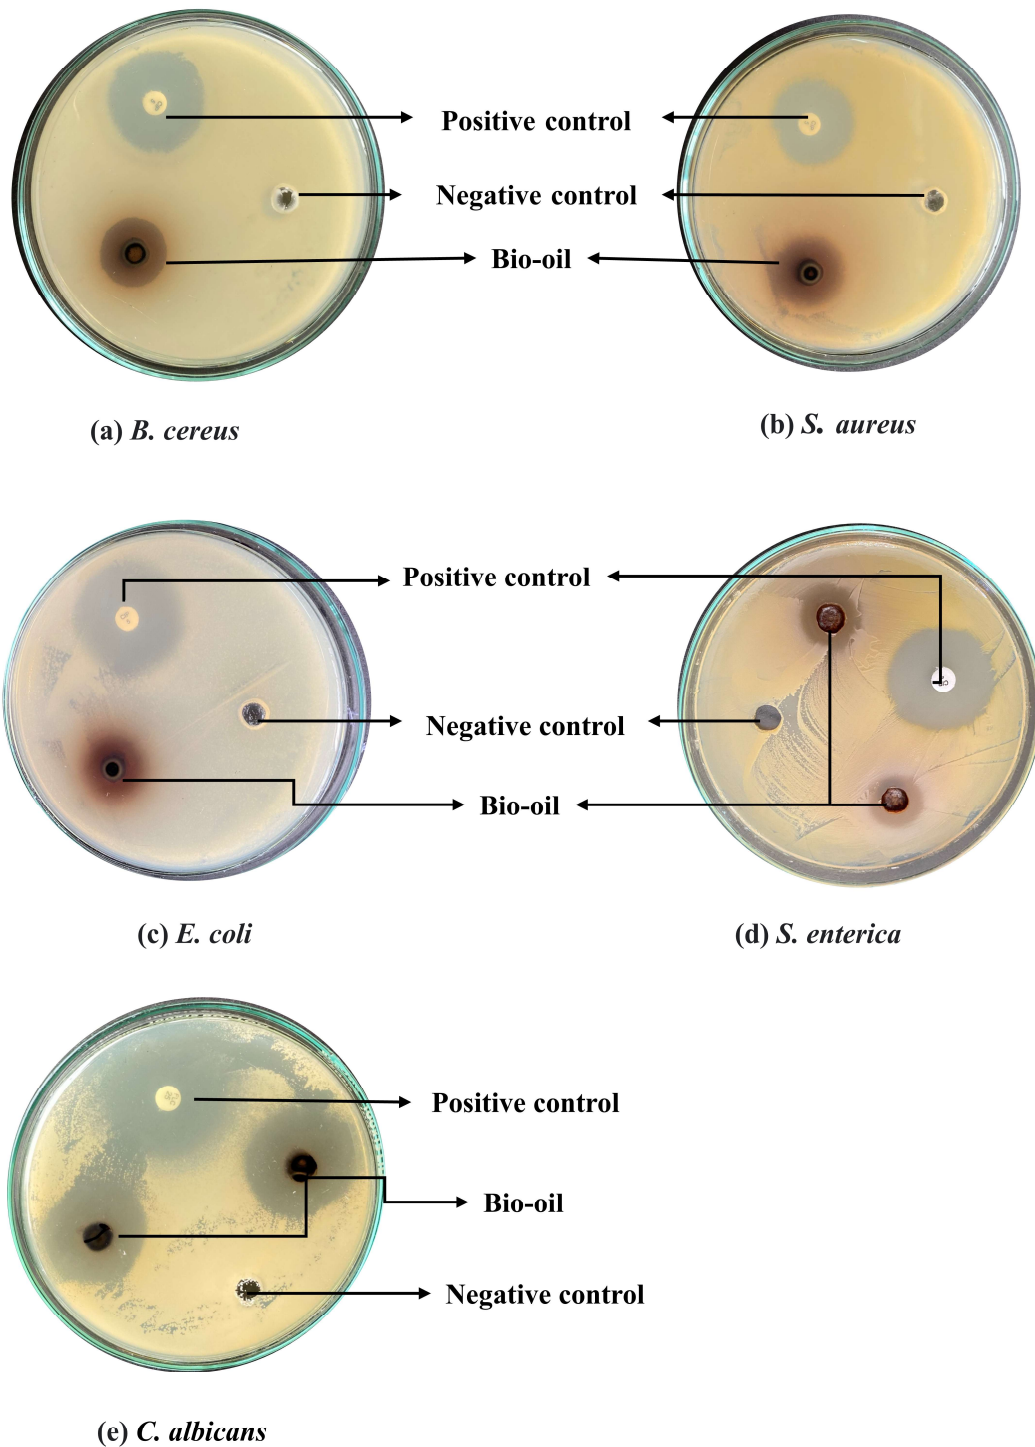 Positive control
Negative control
Bio-oil
(a) B. cereus
(b) S. aureus
Positive control
Negative control
Bio-oil
(c) E. coli
(d) S. enterica
Positive control
Bio-oil
Negative control
(e) C. albicans